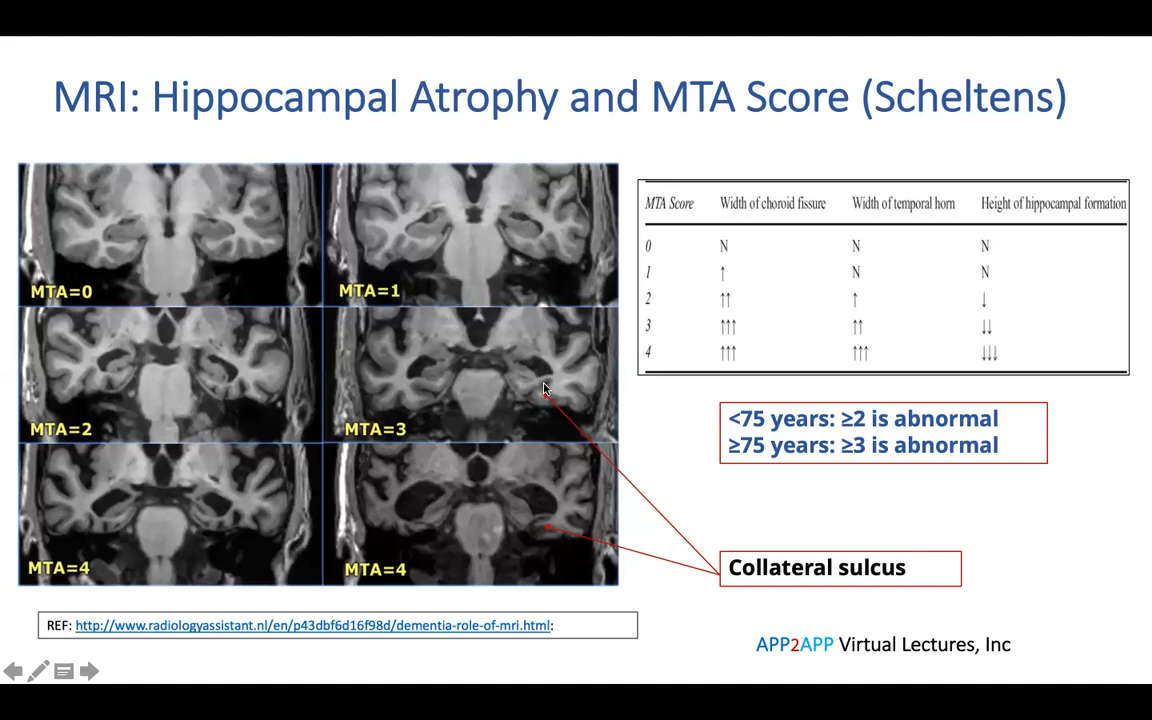 MRI: Hippocampal Atrophy and MTA Score (Scheltens)
MTA=0
MTA=1
MTA=2
MTA=3
MTA=4
MTA=4
MTA Score Width of choroid fissure Width of temporal horn Height of hippocampal formation
0 N N N
1 ↑ N N
2 ↑↑ ↑ ↓
3 ↑↑↑ ↑↑ ↓↓
4 ↑↑↑ ↑↑↑ ↓↓↓
<75 years: ≥2 is abnormal
≥75 years: ≥3 is abnormal
Collateral sulcus
REF: http://www.radiologyassistant.nl/en/p43dbf6d16f98d/dementia-role-of-mri.html:
APP2APP Virtual Lectures, Inc